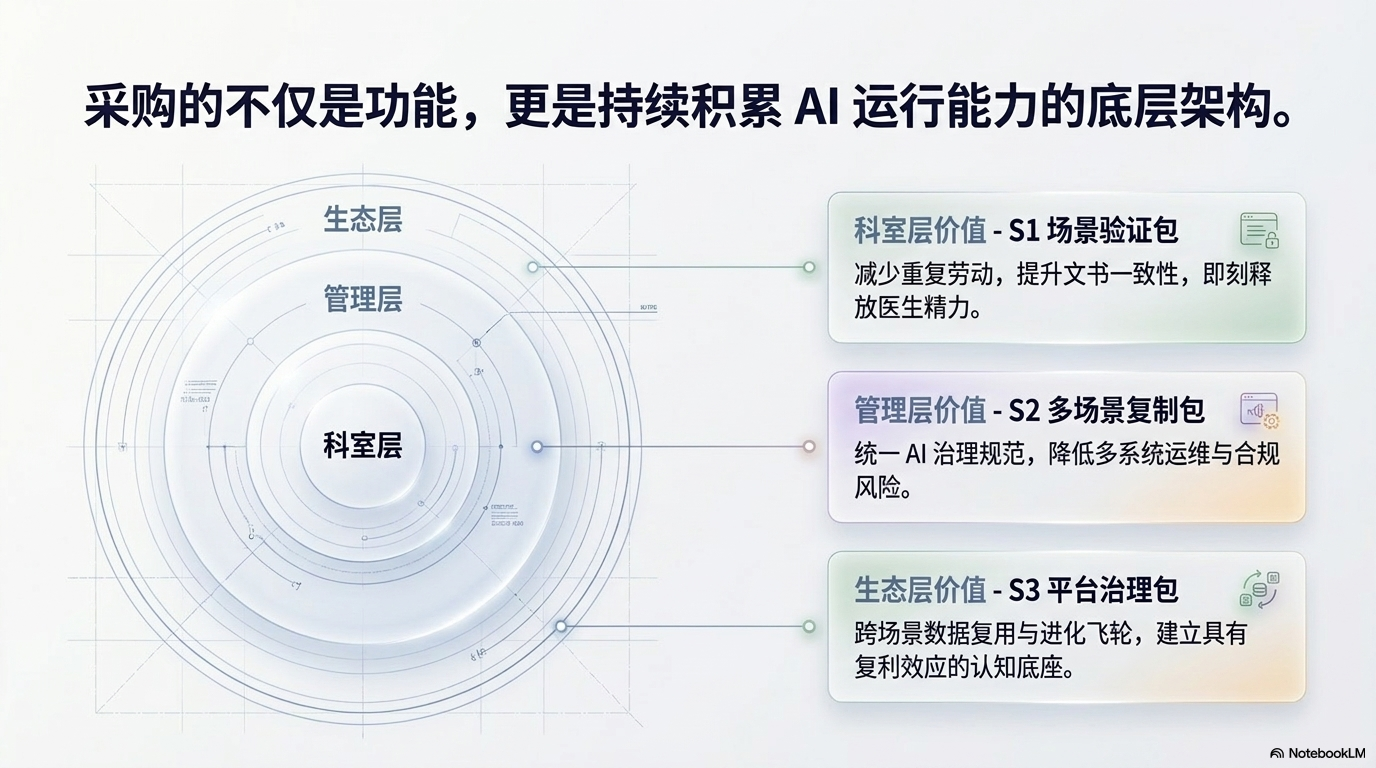 采购的不仅是功能，更是持续积累 AI 运行能力的底层架构。
生态层
管理层
科室层
科室层价值 - S1 场景验证包
减少重复劳动，提升文书一致性，即刻释
放医生精力。
管理层价值 - S2 多场景复制包
统一 AI 治理规范，降低多系统运维与合规
风险。
生态层价值 - S3 平台治理包
跨场景数据复用与进化飞轮，建立具有
复利效应的认知底座。
NotebookLM